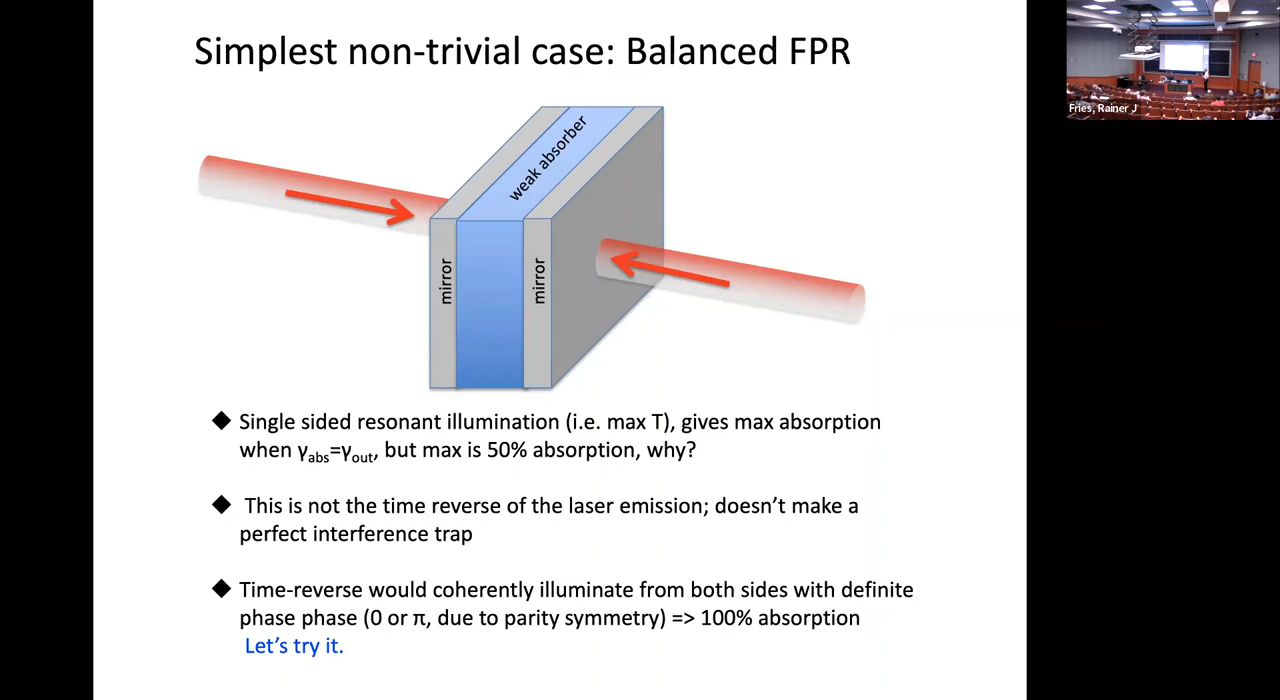 Simplest non-trivial case: Balanced FPR
weak absorber
mirror
mirror
◆ Single sided resonant illumination (i.e. max T), gives max absorption
when γabs=γout, but max is 50% absorption, why?
◆ This is not the time reverse of the laser emission; doesn’t make a
perfect interference trap
◆ Time-reverse would coherently illuminate from both sides with definite
phase phase (0 or π, due to parity symmetry) => 100% absorption
Let’s try it.
Fries, Rainer J